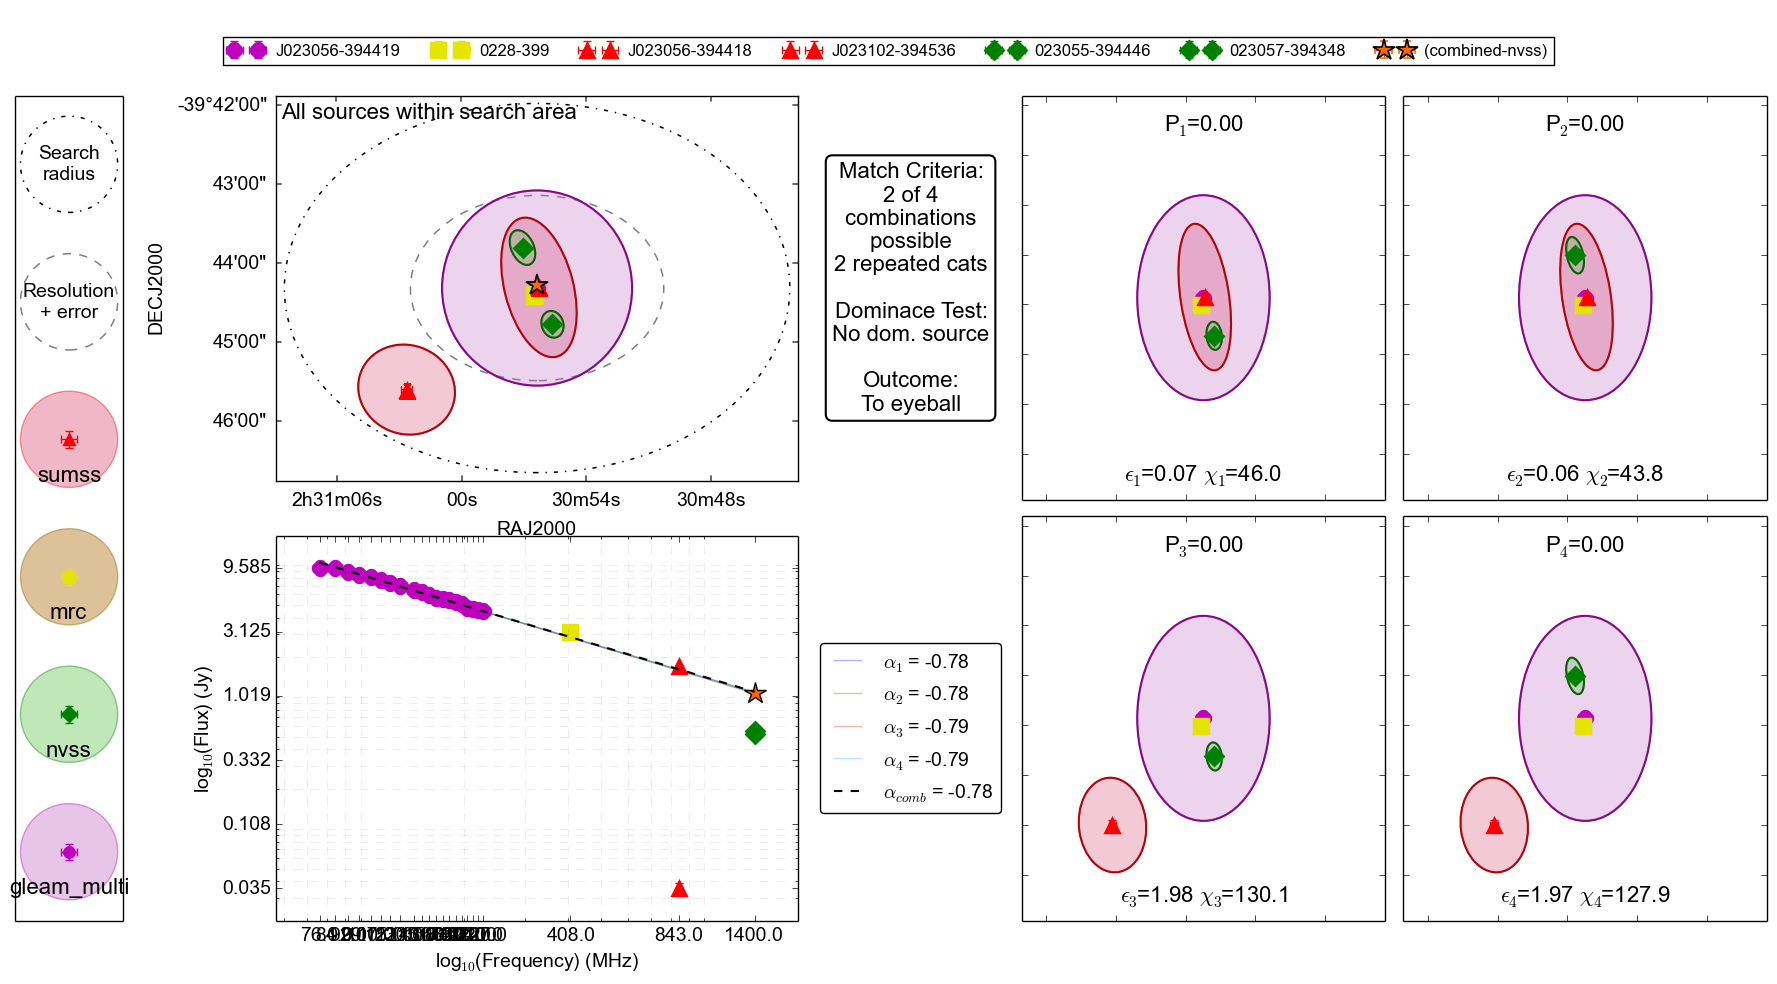 J023056-394419 0228-399 J023056-394418 J023102-394536 023055-394446 023057-394348 (combined-nvss)
Search
radius
Resolution
+ error
sumss
mrc
nvss
gleam_multi
All sources within search area
-39°42'00"
43'00"
44'00"
45'00"
46'00"
DECJ2000
2h31m06s 00s 30m54s 30m48s
RAJ2000
Match Criteria:
2 of 4
combinations
possible
2 repeated cats
Dominace Test:
No dom. source
Outcome:
To eyeball
P1=0.00
ϵ1=0.07 χ1=46.0
P2=0.00
ϵ2=0.06 χ2=43.8
9.585
3.125
1.019
0.332
0.108
0.035
log10(Flux) (Jy)
408.0 843.0 1400.0
log10(Frequency) (MHz)
α1 = -0.78
α2 = -0.78
α3 = -0.79
α4 = -0.79
αcomb = -0.78
P3=0.00
ϵ3=1.98 χ3=130.1
P4=0.00
ϵ4=1.97 χ4=127.9